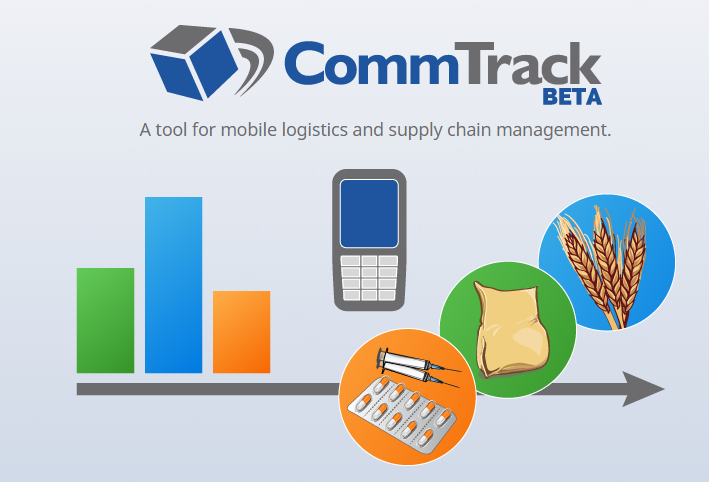 CommTrack
BETA
A tool for mobile logistics and supply chain management.